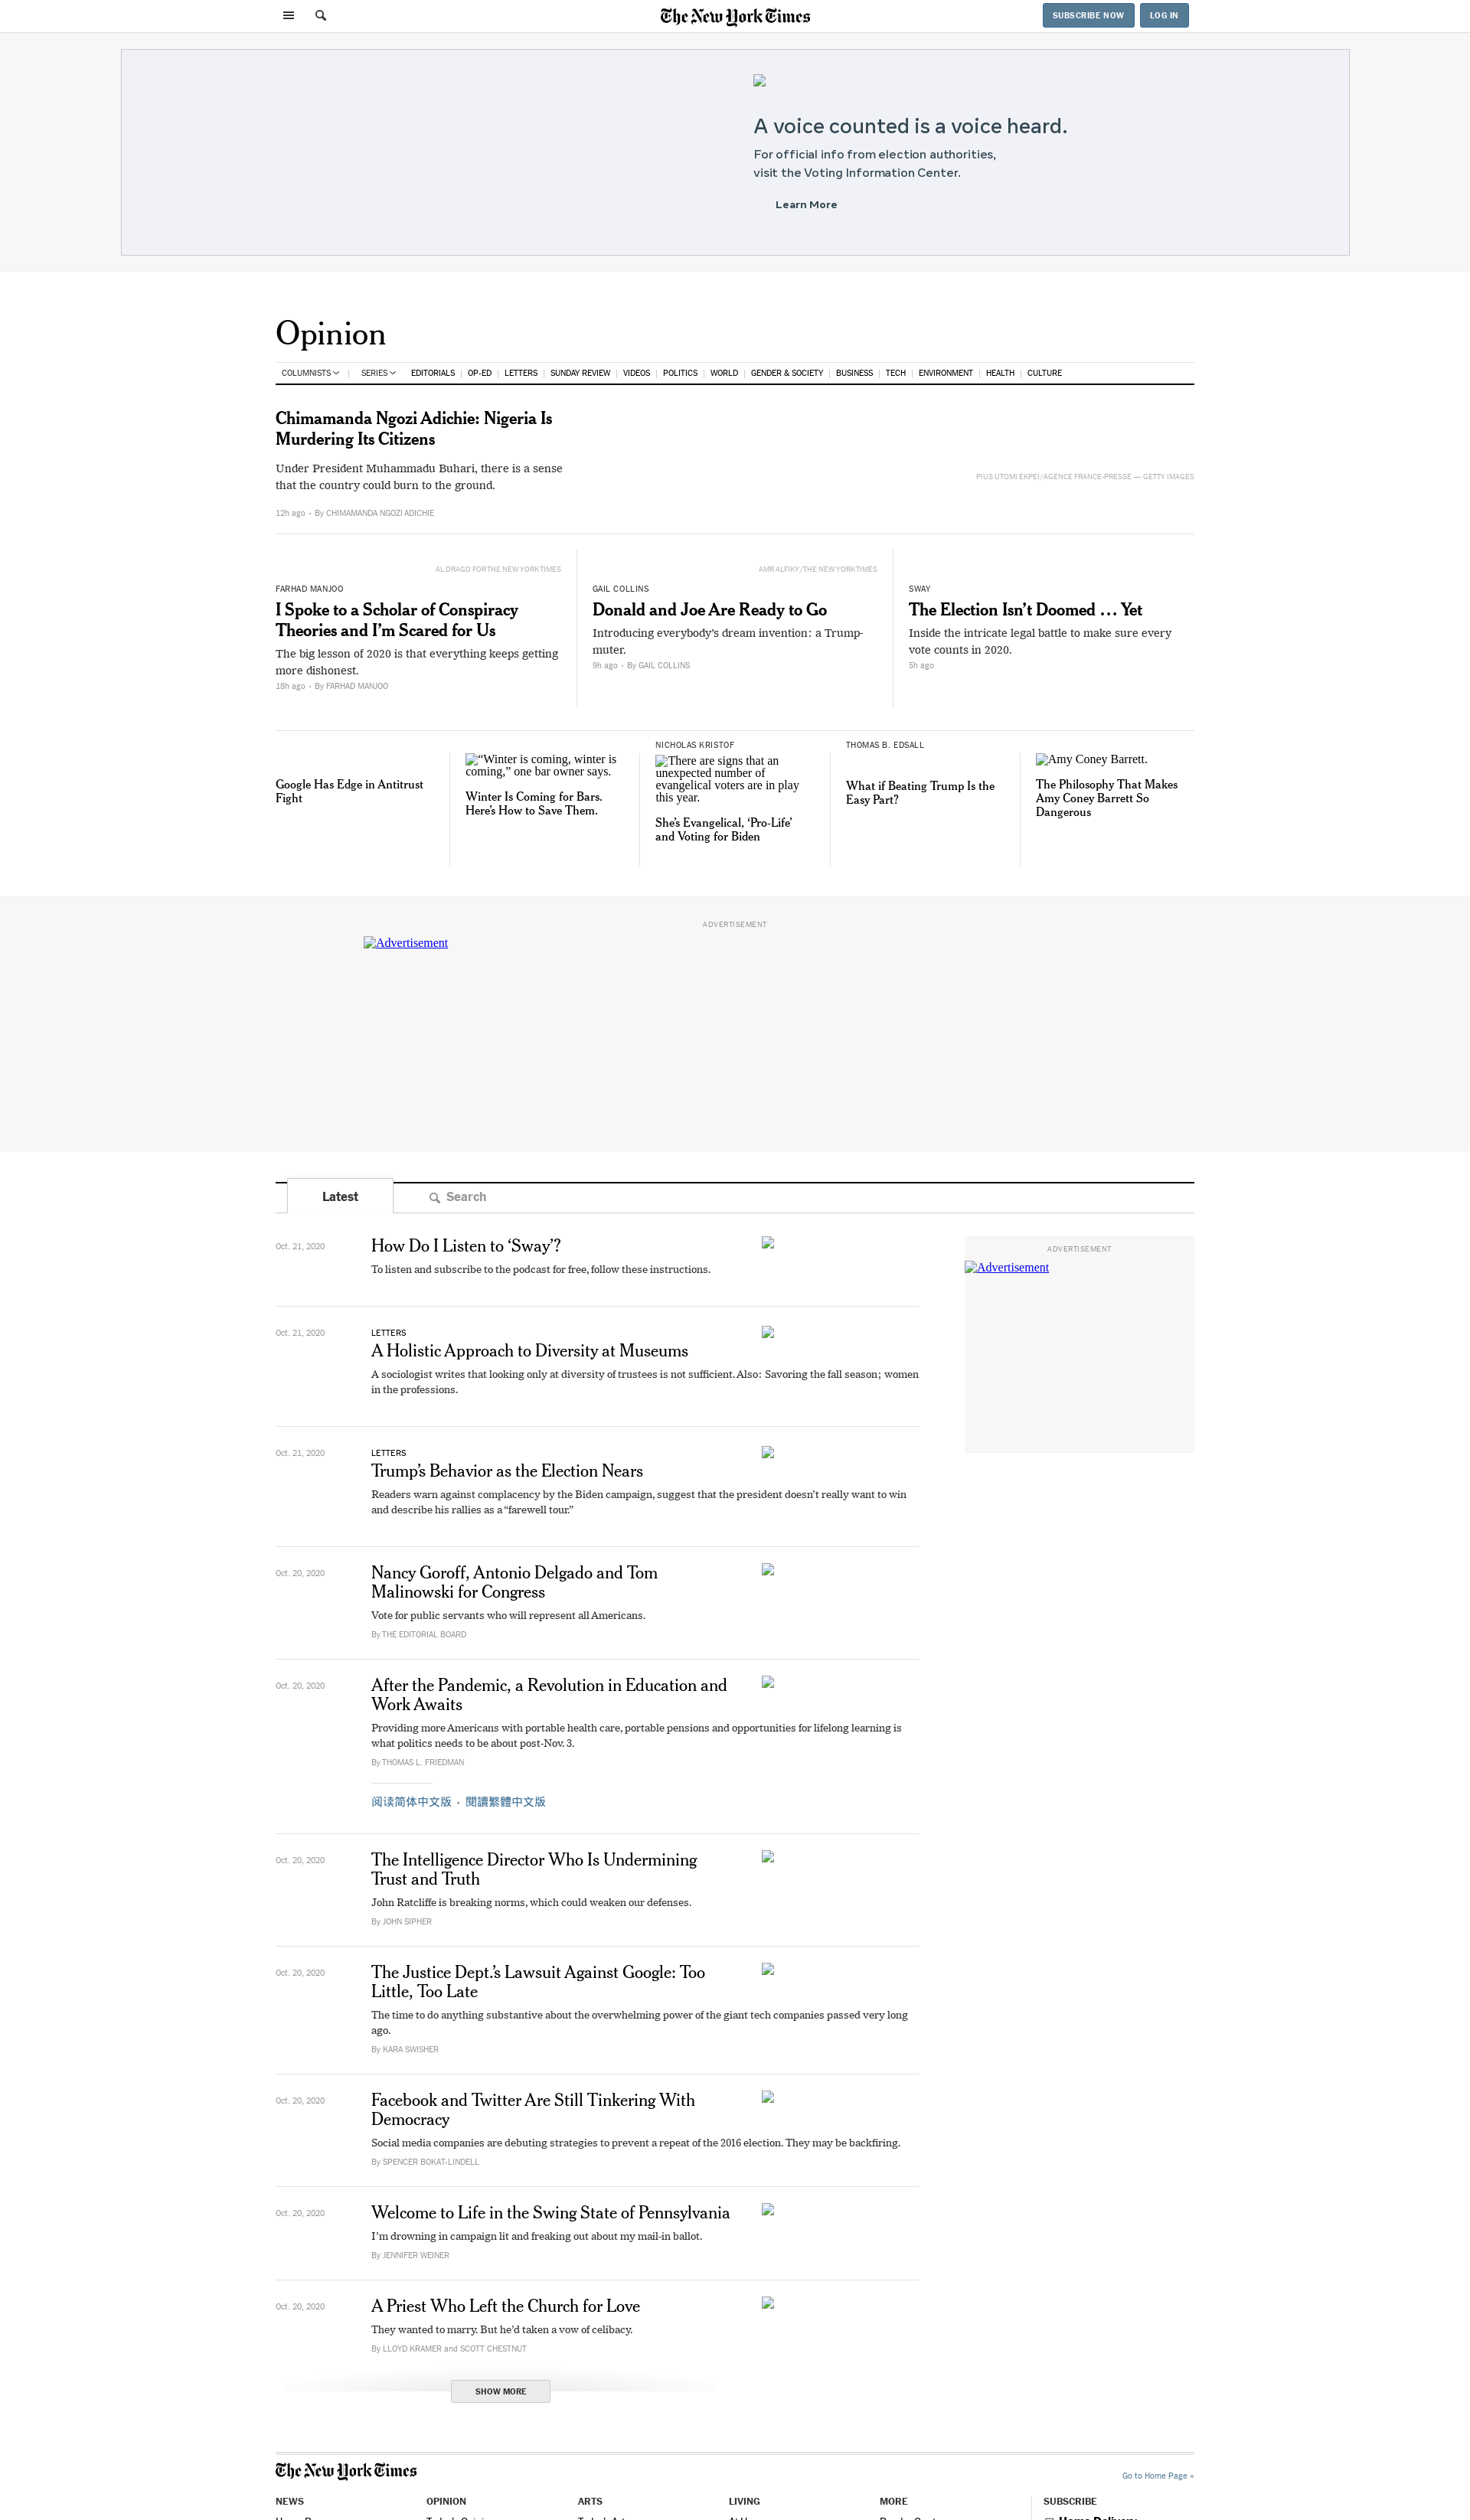 The New York Times
SUBSCRIBE NOW
LOG IN
A voice counted is a voice heard.
For official info from election authorities,
visit the Voting Information Center.
Learn More
Opinion
COLUMNISTS SERIES EDITORIALS OP-ED LETTERS SUNDAY REVIEW VIDEOS POLITICS WORLD GENDER & SOCIETY BUSINESS TECH ENVIRONMENT HEALTH CULTURE
Chimamanda Ngozi Adichie: Nigeria Is
Murdering Its Citizens
Under President Muhammadu Buhari, there is a sense
that the country could burn to the ground.
12h ago • By CHIMAMANDA NGOZI ADICHIE
PIUS UTOMI EKPEI/AGENCE FRANCE-PRESSE — GETTY IMAGES
AL DRAGO FOR THE NEW YORK TIMES
FARHAD MANJOO
I Spoke to a Scholar of Conspiracy
Theories and I’m Scared for Us
The big lesson of 2020 is that everything keeps getting
more dishonest.
18h ago • By FARHAD MANJOO
AMR ALFIKY/THE NEW YORK TIMES
GAIL COLLINS
Donald and Joe Are Ready to Go
Introducing everybody’s dream invention: a Trump-
muter.
9h ago • By GAIL COLLINS
SWAY
The Election Isn’t Doomed … Yet
Inside the intricate legal battle to make sure every
vote counts in 2020.
5h ago
Google Has Edge in Antitrust
Fight
“Winter is coming, winter is
coming,” one bar owner says.
Winter Is Coming for Bars.
Here’s How to Save Them.
NICHOLAS KRISTOF
There are signs that an
unexpected number of
evangelical voters are in play
this year.
She’s Evangelical, ‘Pro-Life’
and Voting for Biden
THOMAS B. EDSALL
What if Beating Trump Is the
Easy Part?
Amy Coney Barrett.
The Philosophy That Makes
Amy Coney Barrett So
Dangerous
ADVERTISEMENT
Advertisement
Latest
Search
Oct. 21, 2020
How Do I Listen to ‘Sway’?
To listen and subscribe to the podcast for free, follow these instructions.
ADVERTISEMENT
Advertisement
Oct. 21, 2020
LETTERS
A Holistic Approach to Diversity at Museums
A sociologist writes that looking only at diversity of trustees is not sufficient. Also: Savoring the fall season; women
in the professions.
Oct. 21, 2020
LETTERS
Trump’s Behavior as the Election Nears
Readers warn against complacency by the Biden campaign, suggest that the president doesn’t really want to win
and describe his rallies as a “farewell tour.”
Oct. 20, 2020
Nancy Goroff, Antonio Delgado and Tom
Malinowski for Congress
Vote for public servants who will represent all Americans.
By THE EDITORIAL BOARD
Oct. 20, 2020
After the Pandemic, a Revolution in Education and
Work Awaits
Providing more Americans with portable health care, portable pensions and opportunities for lifelong learning is
what politics needs to be about post-Nov. 3.
By THOMAS L. FRIEDMAN
阅读简体中文版 • 閱讀繁體中文版
Oct. 20, 2020
The Intelligence Director Who Is Undermining
Trust and Truth
John Ratcliffe is breaking norms, which could weaken our defenses.
By JOHN SIPHER
Oct. 20, 2020
The Justice Dept.’s Lawsuit Against Google: Too
Little, Too Late
The time to do anything substantive about the overwhelming power of the giant tech companies passed very long
ago.
By KARA SWISHER
Oct. 20, 2020
Facebook and Twitter Are Still Tinkering With
Democracy
Social media companies are debuting strategies to prevent a repeat of the 2016 election. They may be backfiring.
By SPENCER BOKAT-LINDELL
Oct. 20, 2020
Welcome to Life in the Swing State of Pennsylvania
I’m drowning in campaign lit and freaking out about my mail-in ballot.
By JENNIFER WEINER
Oct. 20, 2020
A Priest Who Left the Church for Love
They wanted to marry. But he’d taken a vow of celibacy.
By LLOYD KRAMER and SCOTT CHESTNUT
SHOW MORE
The New York Times
Go to Home Page »
NEWS OPINION ARTS LIVING MORE SUBSCRIBE